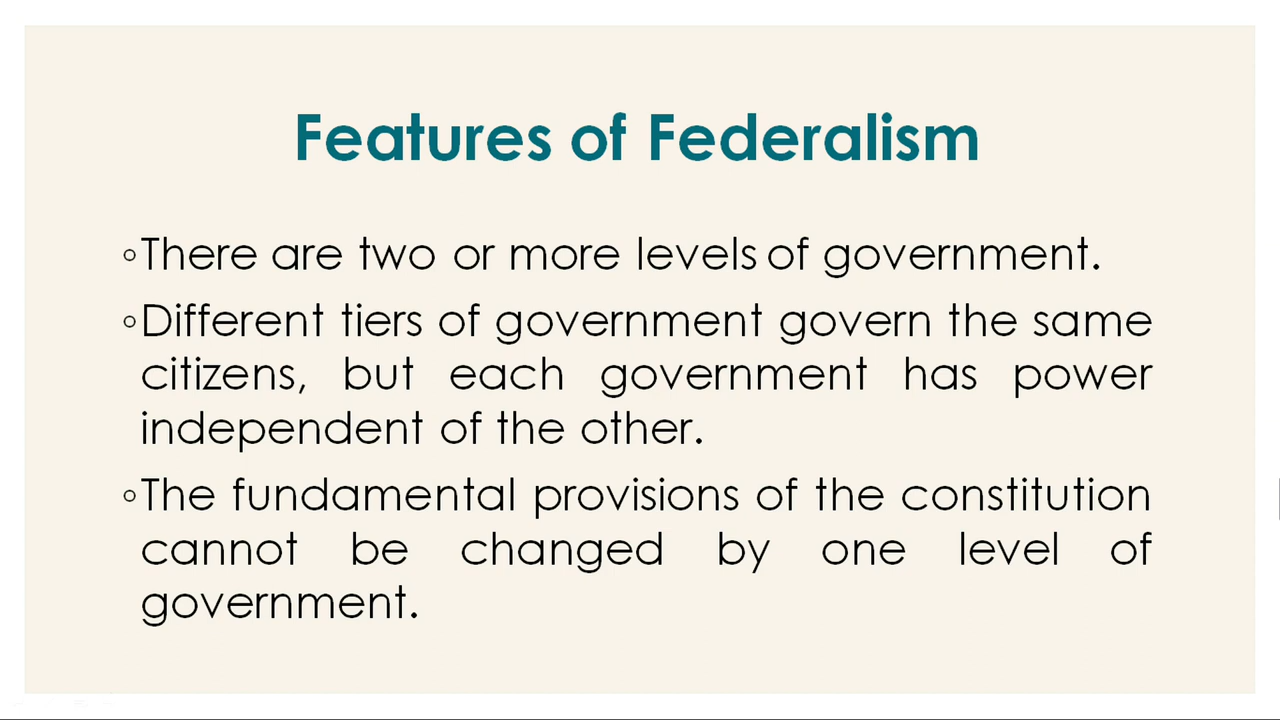 Features of Federalism
◦There are two or more levels of government.
◦Different tiers of government govern the same
citizens, but each government has power
independent of the other.
◦The fundamental provisions of the constitution
cannot be changed by one level of
government.